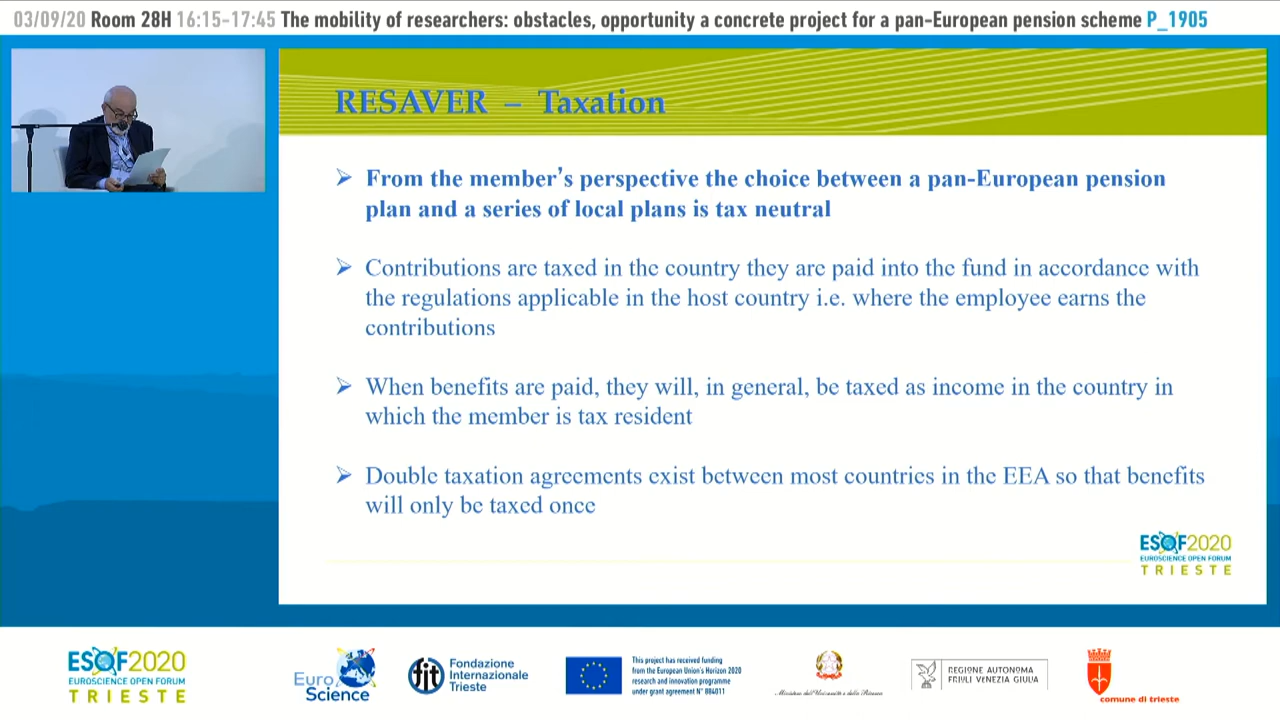 03/09/20 Room 28H 16:15-17:45 The mobility of researchers: obstacles, opportunity a concrete project for a pan-European pension scheme P_1905
RESAVER – Taxation
➢ From the member's perspective the choice between a pan-European pension
plan and a series of local plans is tax neutral
➢ Contributions are taxed in the country they are paid into the fund in accordance with
the regulations applicable in the host country i.e. where the employee earns the
contributions
➢ When benefits are paid, they will, in general, be taxed as income in the country in
which the member is tax resident
➢ Double taxation agreements exist between most countries in the EEA so that benefits
will only be taxed once
ESOF2020
EUROSCIENCE OPEN FORUM
TRIESTE
ESOF2020
EUROSCIENCE OPEN FORUM
TRIESTE
Euro
Science
fit
Fondazione
Internazionale
Trieste
This project has received funding
from the European Union's Horizon 2020
research and innovation programme
under grant agreement N° 884011
Ministero dell'Università e della Ricerca
REGIONE AUTONOMA
FRIULI VENEZIA GIULIA
comune di trieste